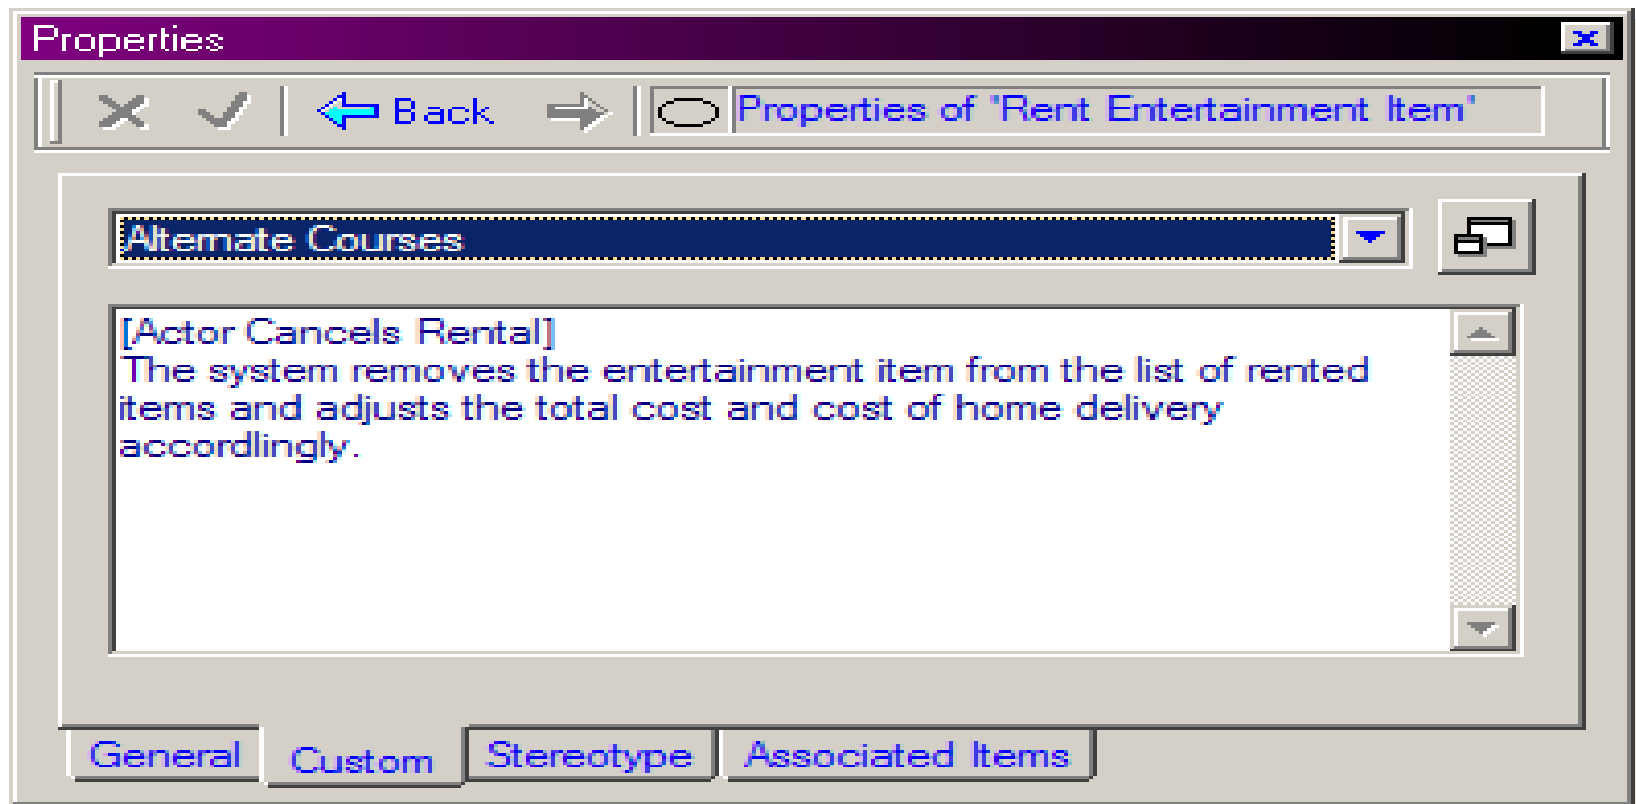 Properties
Back
Properties of "Rent Entertainment Item"
Alternate Courses
[Actor Cancels Rental]
The system removes the entertainment item from the list of rented
items and adjusts the total cost and cost of home delivery
accordlingly.
General Custom Stereotype Associated Items